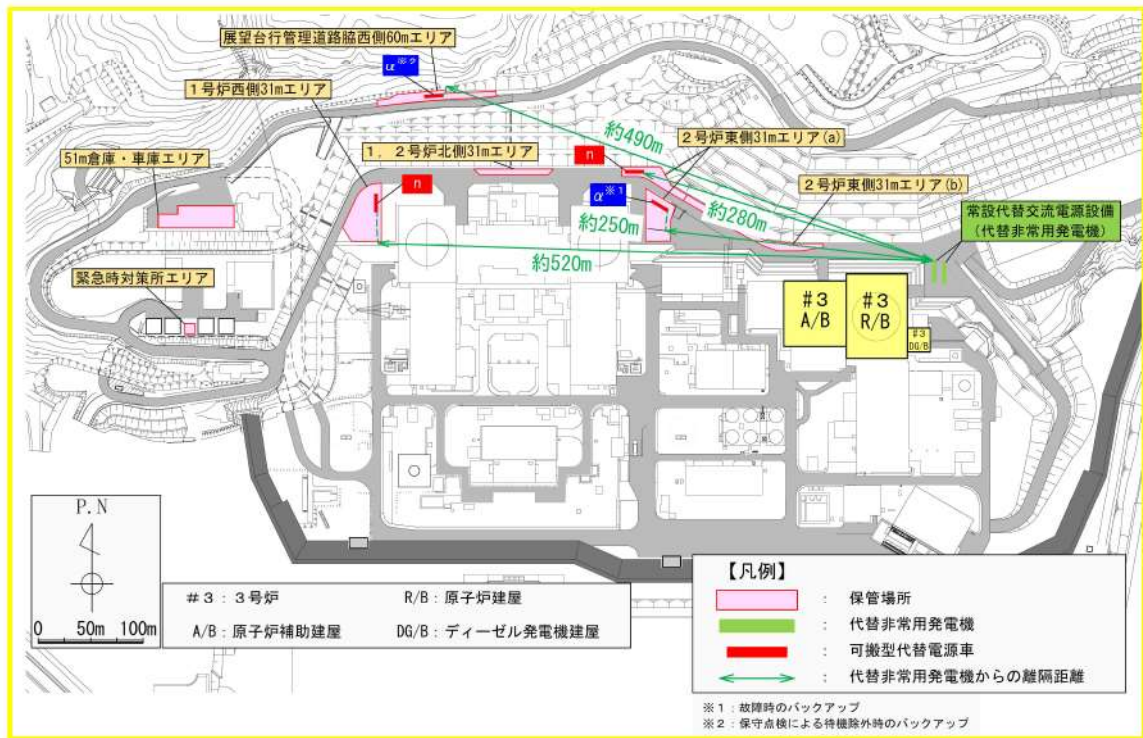 展望台行管理道路脇西側60mエリア
α※2
1号炉西側31mエリア
約490m
2号炉東側31mエリア(a)
1，2号炉北側31mエリア
51m倉庫・車庫エリア
n
n
α※1
2号炉東側31mエリア(b)
常設代替交流電源設備
(代替非常用発電機)
約280m
約250m
約520m
緊急時対策所エリア
#3
A/B
#3
R/B
#3
DG/B
P.N
0 50m 100m
#3：3号炉
R/B：原子炉建屋
A/B：原子炉補助建屋
DG/B：ディーゼル発電機建屋
【凡例】
： 保管場所
： 代替非常用発電機
： 可搬型代替電源車
： 代替非常用発電機からの離隔距離
※1：故障時のバックアップ
※2：保守点検による待機除外時のバックアップ